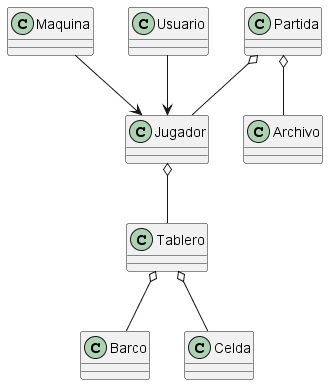 C Maquina
C Usuario
C Partida
C Jugador
C Archivo
C Tablero
C Barco
C Celda